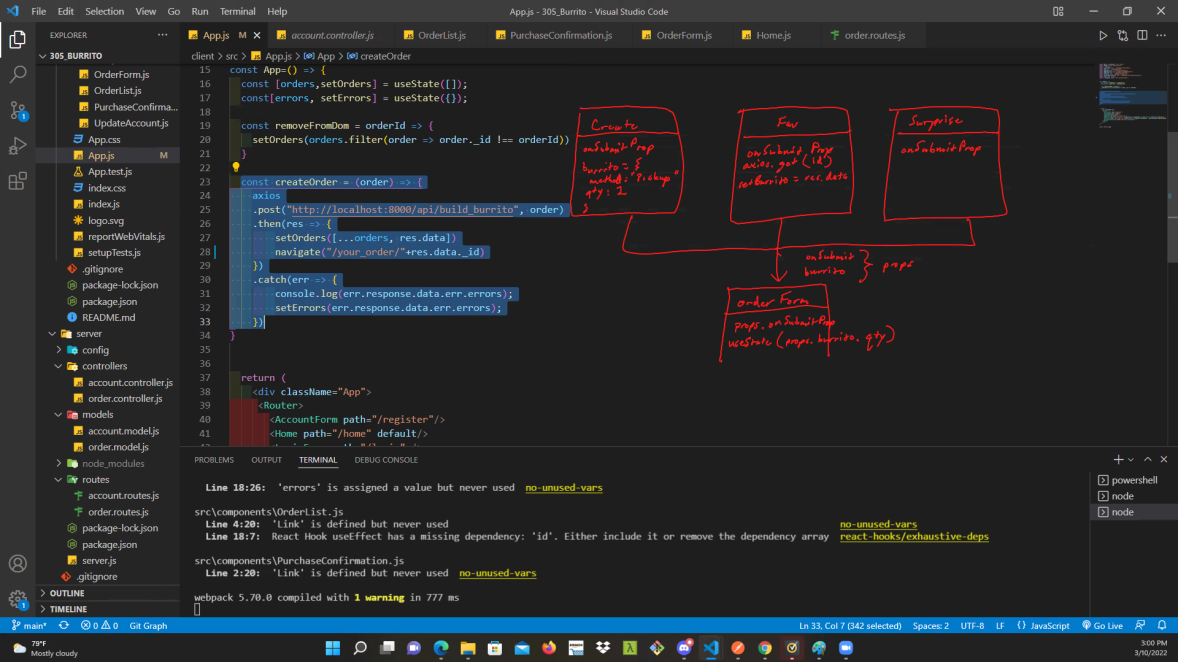 File Edit Selection View Go Run Terminal Help
App.js - 305_Burrito - Visual Studio Code
EXPLORER
App.js M
account.controller.js
OrderList.js
PurchaseConfirmation.js
OrderForm.js
Home.js
order.routes.js
305_BURRITO
client > src > App.js > App > createOrder
OrderForm.js
OrderList.js
PurchaseConfirma...
UpdateAccount.js
App.css
App.js M
App.test.js
index.css
index.js
logo.svg
reportWebVitals.js
setupTests.js
.gitignore
package-lock.json
package.json
README.md
server
config
controllers
account.controller.js
order.controller.js
models
account.model.js
order.model.js
node_modules
routes
account.routes.js
order.routes.js
package-lock.json
package.json
server.js
.gitignore
OUTLINE
TIMELINE
15 const App=() => {
16 const [orders,setOrders] = useState([]);
17 const[errors, setErrors] = useState({});
18
19 const removeFromDom = orderId => {
20 setOrders(orders.filter(order => order._id !== orderId))
21 }
22
23 const createOrder = (order) => {
24 axios
25 .post("http://localhost:8000/api/build_burrito", order)
26 .then(res => {
27 setOrders([...orders, res.data])
28 navigate("/your_order/"+res.data._id)
29 })
30 .catch(err => {
31 console.log(err.response.data.err.errors);
32 setErrors(err.response.data.err.errors);
33 })
34 }
35
36
37 return (
38 <div className="App">
39 <Router>
40 <AccountForm path="/register"/>
41 <Home path="/home" default/>
Create
onSubmitProp
burrito = {
method: "Pickup"
qty: 2
}
Fav
onSubmit Prop
axios.get(id)
setBurrito = res.data
Surprise
onSubmitProp
onSubmit
burrito
} props
order Form
props.onSubmitProp
useState (props.burrito.qty)
PROBLEMS OUTPUT TERMINAL DEBUG CONSOLE
Line 18:26: 'errors' is assigned a value but never used no-unused-vars
src\components\OrderList.js
Line 4:20: 'Link' is defined but never used no-unused-vars
Line 18:7: React Hook useEffect has a missing dependency: 'id'. Either include it or remove the dependency array react-hooks/exhaustive-deps
src\components\PurchaseConfirmation.js
Line 2:20: 'Link' is defined but never used no-unused-vars
webpack 5.70.0 compiled with 1 warning in 777 ms
powershell
node
node
main* 0 0 Git Graph
Ln 33, Col 7 (342 selected) Spaces: 2 UTF-8 LF {} JavaScript Go Live
79°F
Mostly cloudy
3:00 PM
3/10/2022